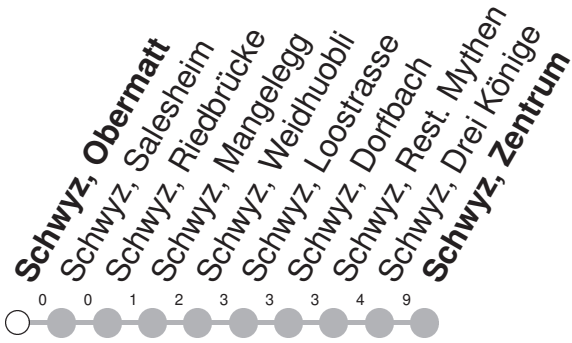 Schwyz, Obermatt
Schwyz, Salesheim
Schwyz, Riedbrücke
Schwyz, Mangelegg
Schwyz, Weidhuobli
Schwyz, Loostrasse
Schwyz, Dorfbach
Schwyz, Rest. Mythen
Schwyz, Drei Könige
Schwyz, Zentrum
0 0 1 2 3 3 3 4 9